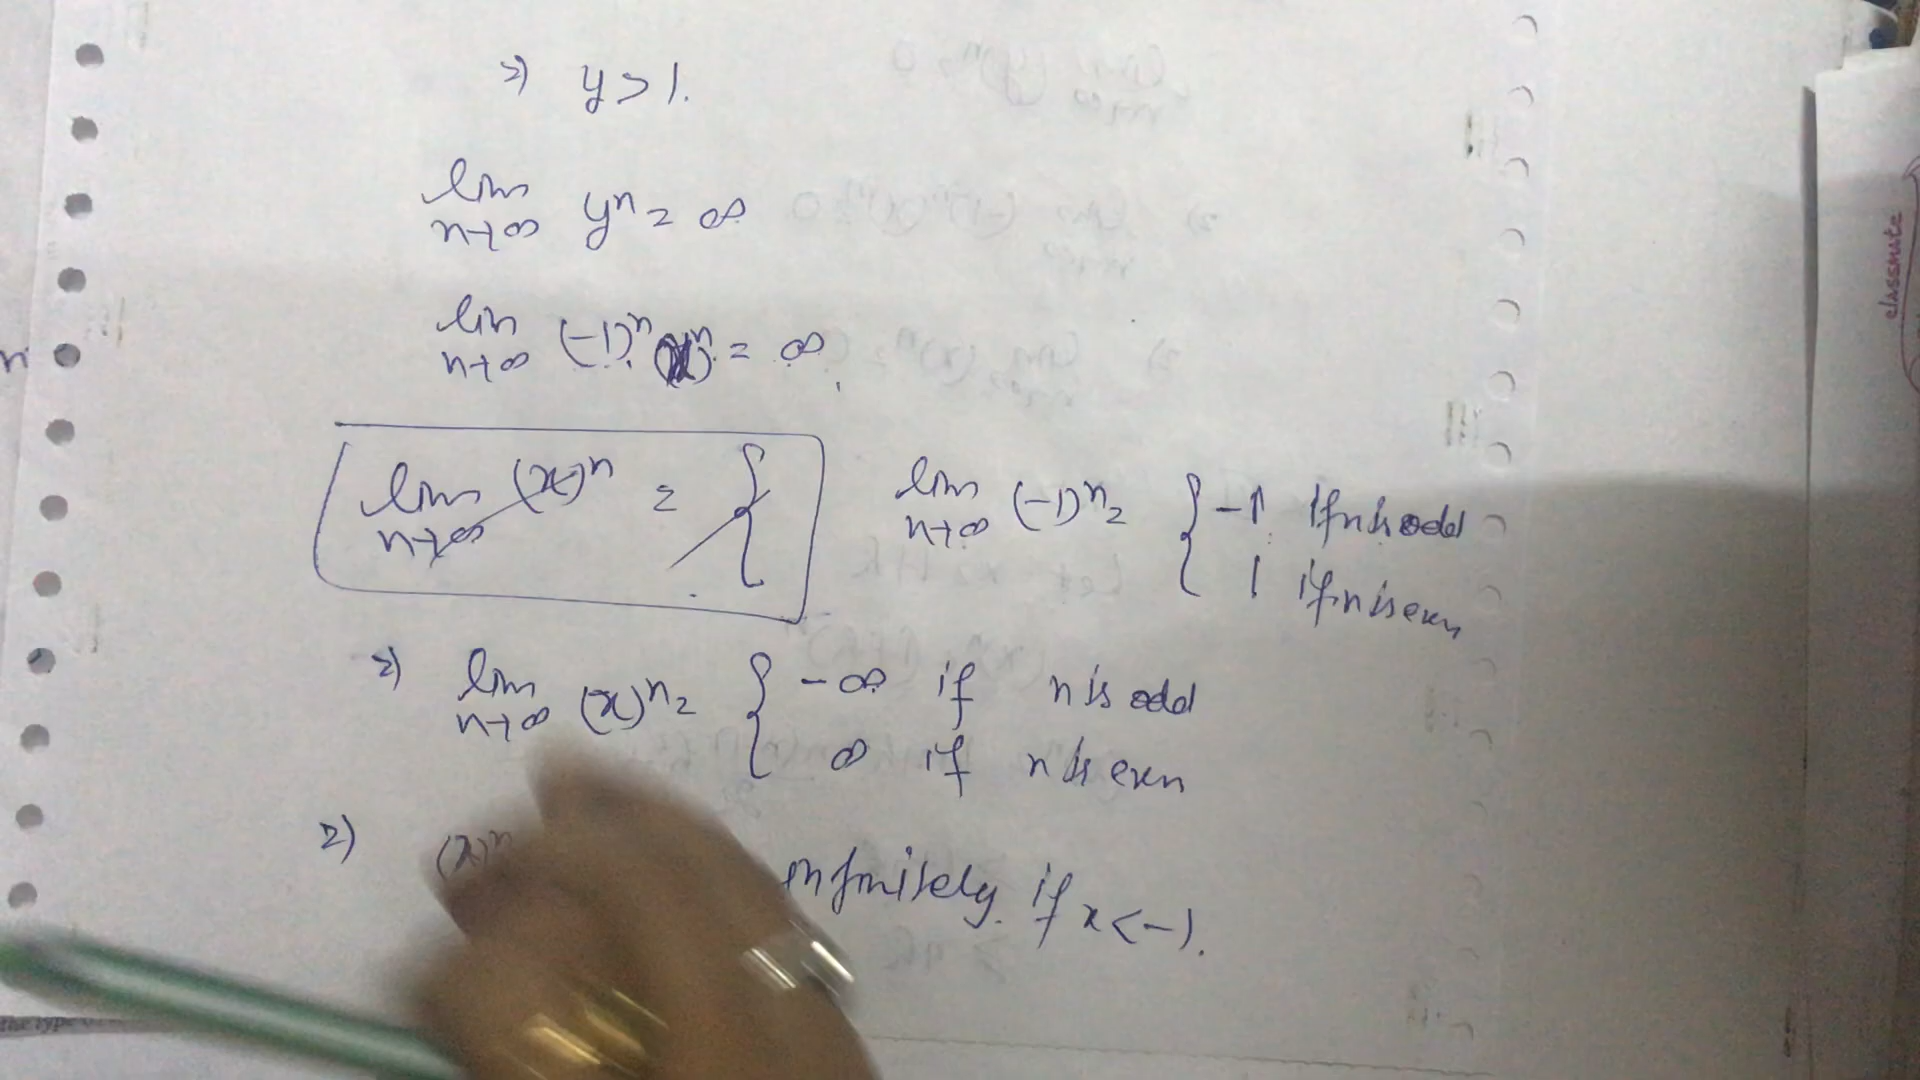 ⇒ y > 1.
lim n→∞ yⁿ = ∞
lim n→∞ (-1)ⁿ (x)ⁿ = ∞
lim n→∞ (x)ⁿ = {
lim n→∞ (-1)ⁿ = { -1 if n is odd
1 if n is even
⇒ lim n→∞ (x)ⁿ = { -∞ if n is odd
∞ if n is even
⇒ (x)ⁿ infinitely if x < -1.
classmate